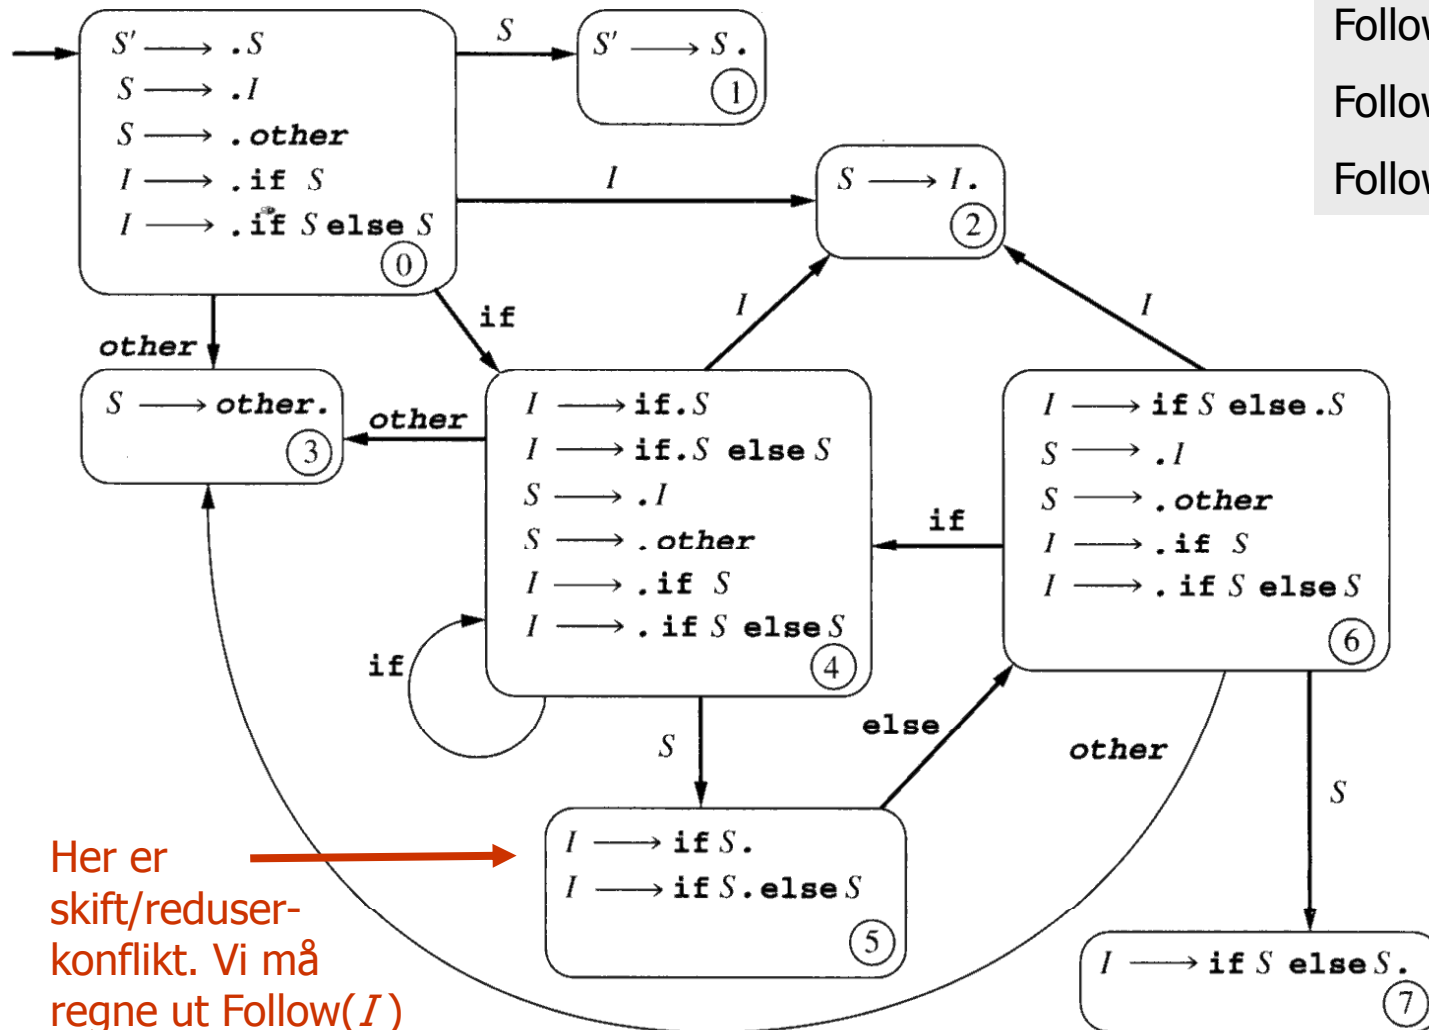 S' ⟶ .S
S ⟶ .I
S ⟶ .other
I ⟶ .if S
I ⟶ .if S else S
0
S
S' ⟶ S.
1
Follow
Follow
Follow
I
S ⟶ I.
2
other
if
I
I
S ⟶ other.
3
other
I ⟶ if.S
I ⟶ if.S else S
S ⟶ .I
S ⟶ .other
I ⟶ .if S
I ⟶ .if S else S
4
if
if
I ⟶ if S else.S
S ⟶ .I
S ⟶ .other
I ⟶ .if S
I ⟶ .if S else S
6
S
else
other
S
Her er
skift/reduser-
konflikt. Vi må
regne ut Follow(I)
I ⟶ if S.
I ⟶ if S.else S
5
I ⟶ if S else S.
7